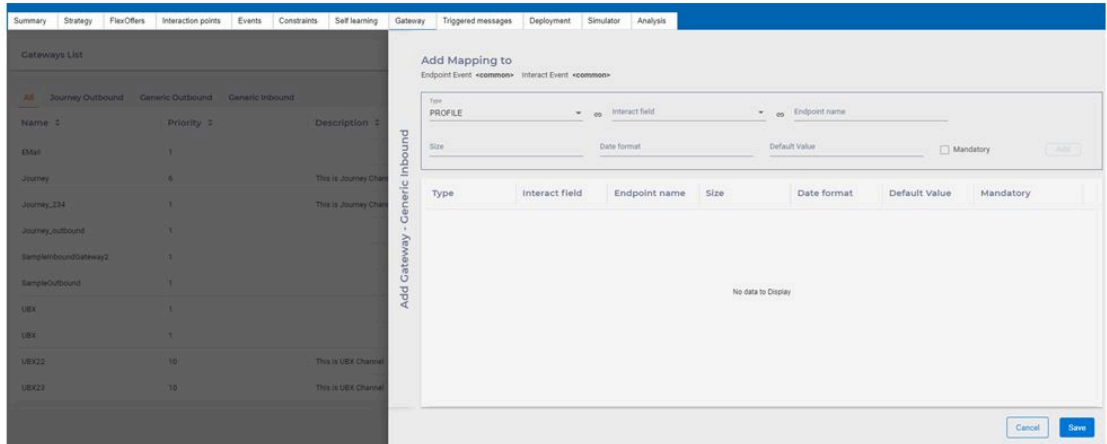 Summary Strategy FlexOffers Interaction points Events Constraints Self learning Gateway Triggered messages Deployment Simulator Analysis
Gateways List
All Journey Outbound Generic Outbound Generic Inbound
Name Priority Description
EMail 1
Journey 6 This is Journey Chan
Journey_234 1 This is Journey Chan
Journey_outbound 1
SampleInboundGateway2 1
SampleOutbound 1
UBX 1
UBX 1
UBX22 10 This is UBX Channel
UBX23 10 This is UBX Channel
Add Gateway - Generic Inbound
Add Mapping to
Endpoint Event <common> Interact Event <common>
Type
PROFILE Interact field Endpoint name
Size Date format Default Value Mandatory Add
Type Interact field Endpoint name Size Date format Default Value Mandatory
No data to Display
Cancel Save